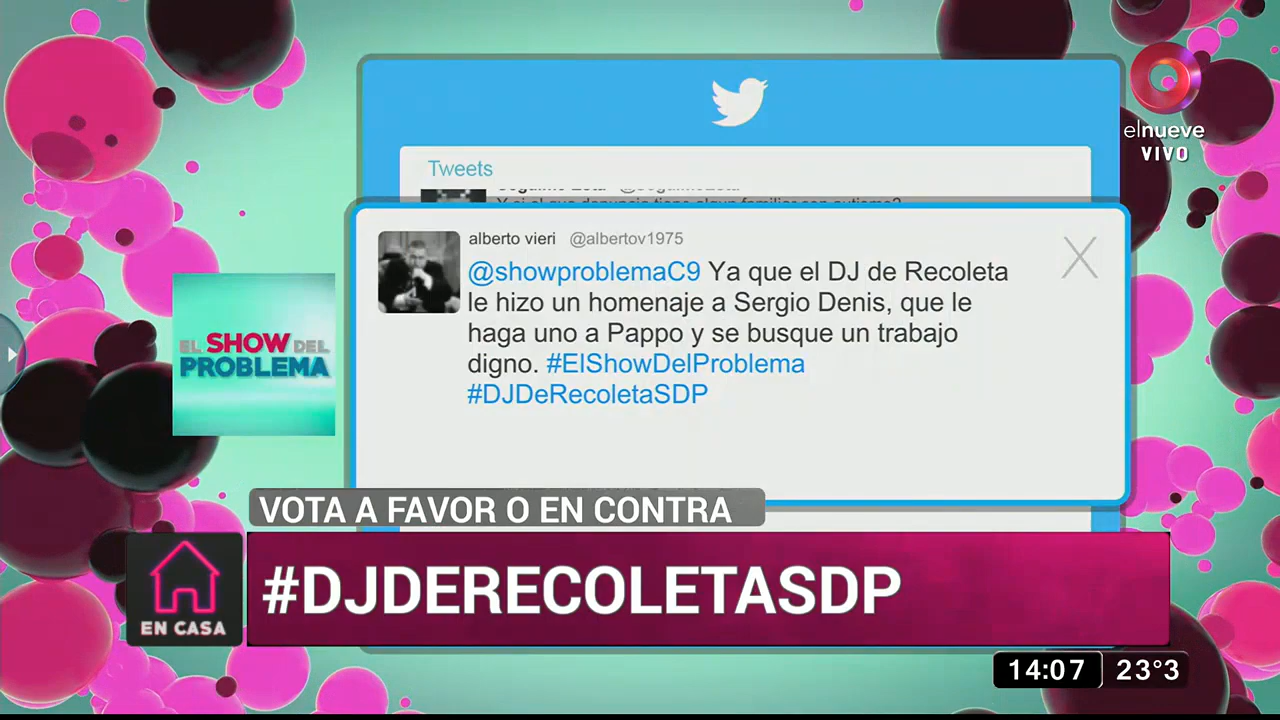 elnueve
VIVO
Tweets
alberto vieri @albertov1975
@showproblemaC9 Ya que el DJ de Recoleta
le hizo un homenaje a Sergio Denis, que le
haga uno a Pappo y se busque un trabajo
digno. #ElShowDelProblema
#DJDeRecoletaSDP
EL SHOW DEL
PROBLEMA
VOTA A FAVOR O EN CONTRA
#DJDERECOLETASDP
EN CASA
14:07 23°3